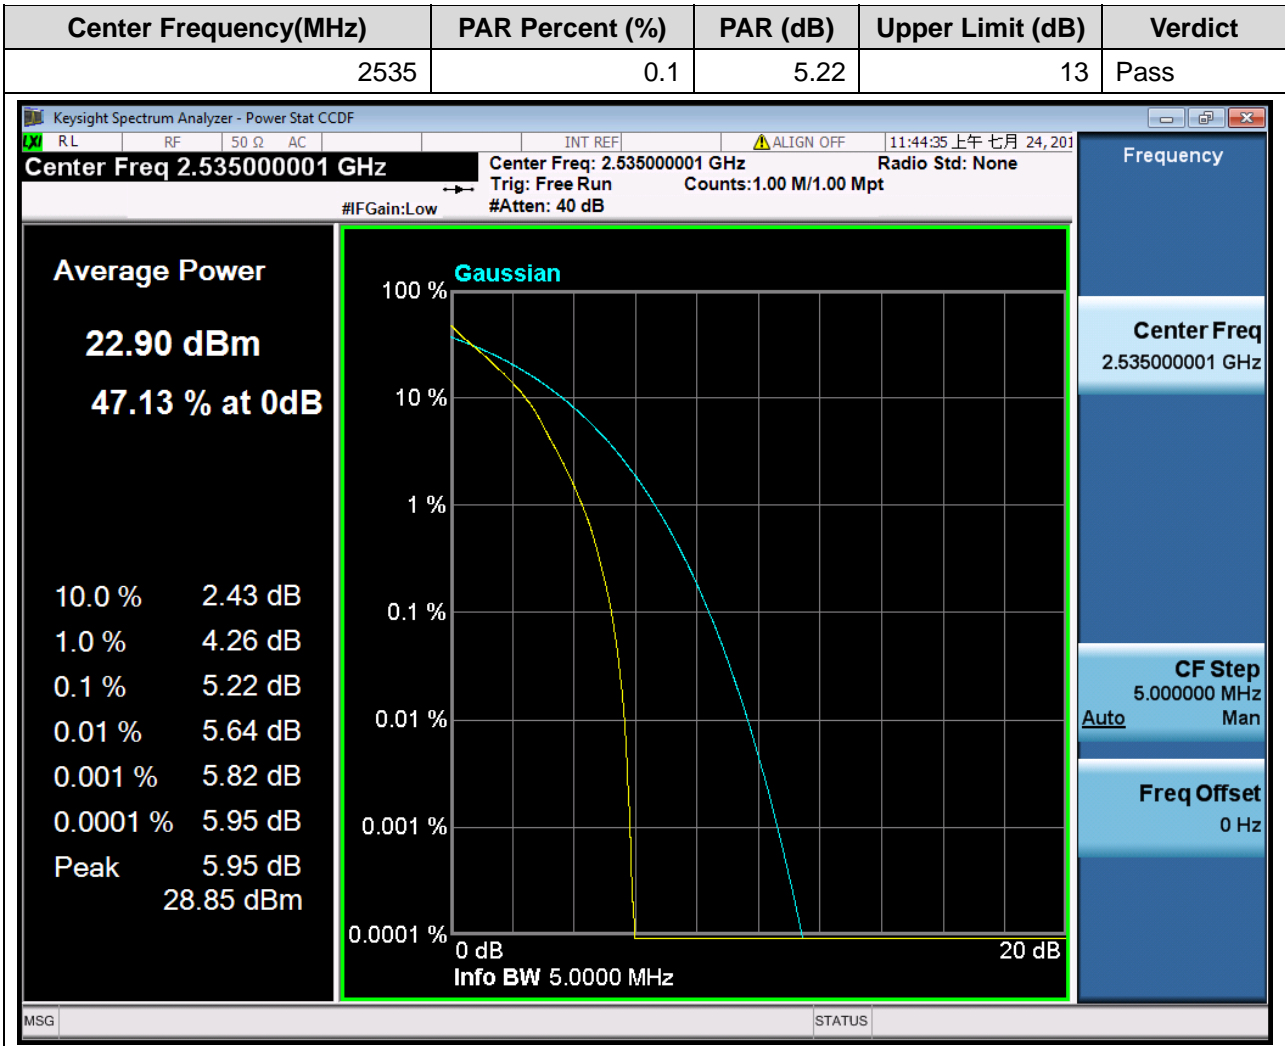 Center Frequency(MHz) PAR Percent (%) PAR (dB) Upper Limit (dB) Verdict
2535 0.1 5.22 13 Pass
Keysight Spectrum Analyzer - Power Stat CCDF
LXI RL RF 50 Ω AC INT REF ALIGN OFF 11:44:35 上午 七月 24, 201
Center Freq 2.535000001 GHz
Center Freq: 2.535000001 GHz Radio Std: None
Trig: Free Run Counts:1.00 M/1.00 Mpt
#IFGain:Low #Atten: 40 dB
Frequency
Average Power
22.90 dBm
47.13 % at 0dB
10.0 % 2.43 dB
1.0 % 4.26 dB
0.1 % 5.22 dB
0.01 % 5.64 dB
0.001 % 5.82 dB
0.0001 % 5.95 dB
Peak 5.95 dB
28.85 dBm
Gaussian
100 %
10 %
1 %
0.1 %
0.01 %
0.001 %
0.0001 %
0 dB 20 dB
Info BW 5.0000 MHz
Center Freq
2.535000001 GHz
CF Step
5.000000 MHz
Auto Man
Freq Offset
0 Hz
MSG STATUS